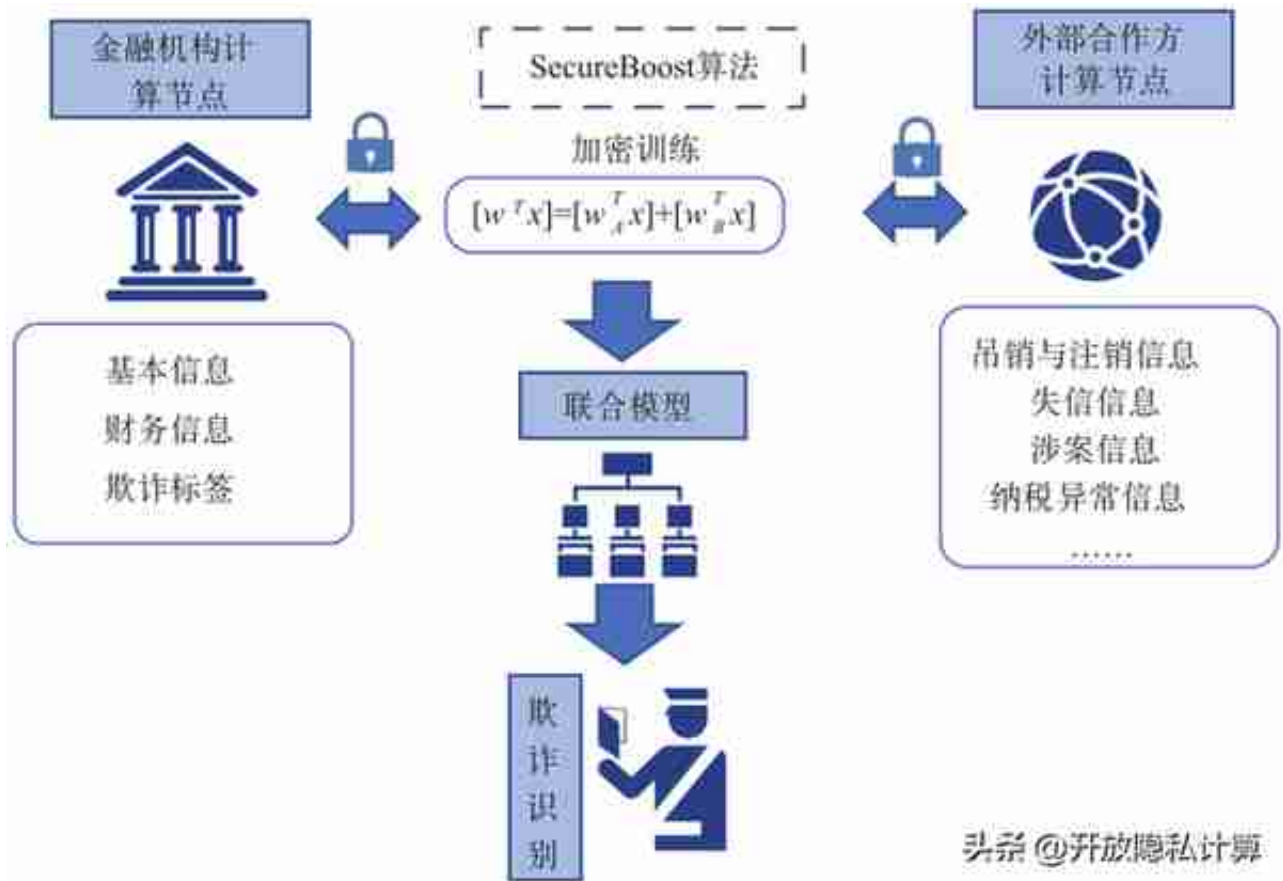 金融机构计
算节点
SecureBoost算法
外部合作方
计算节点
加密训练
[w^T x]=[w_A^T x]+[w_B^T x]
基本信息
财务信息
欺诈标签
吊销与注销信息
失信信息
涉案信息
纳税异常信息
……
联合模型
欺
诈
识
别
头条 @开放隐私计算